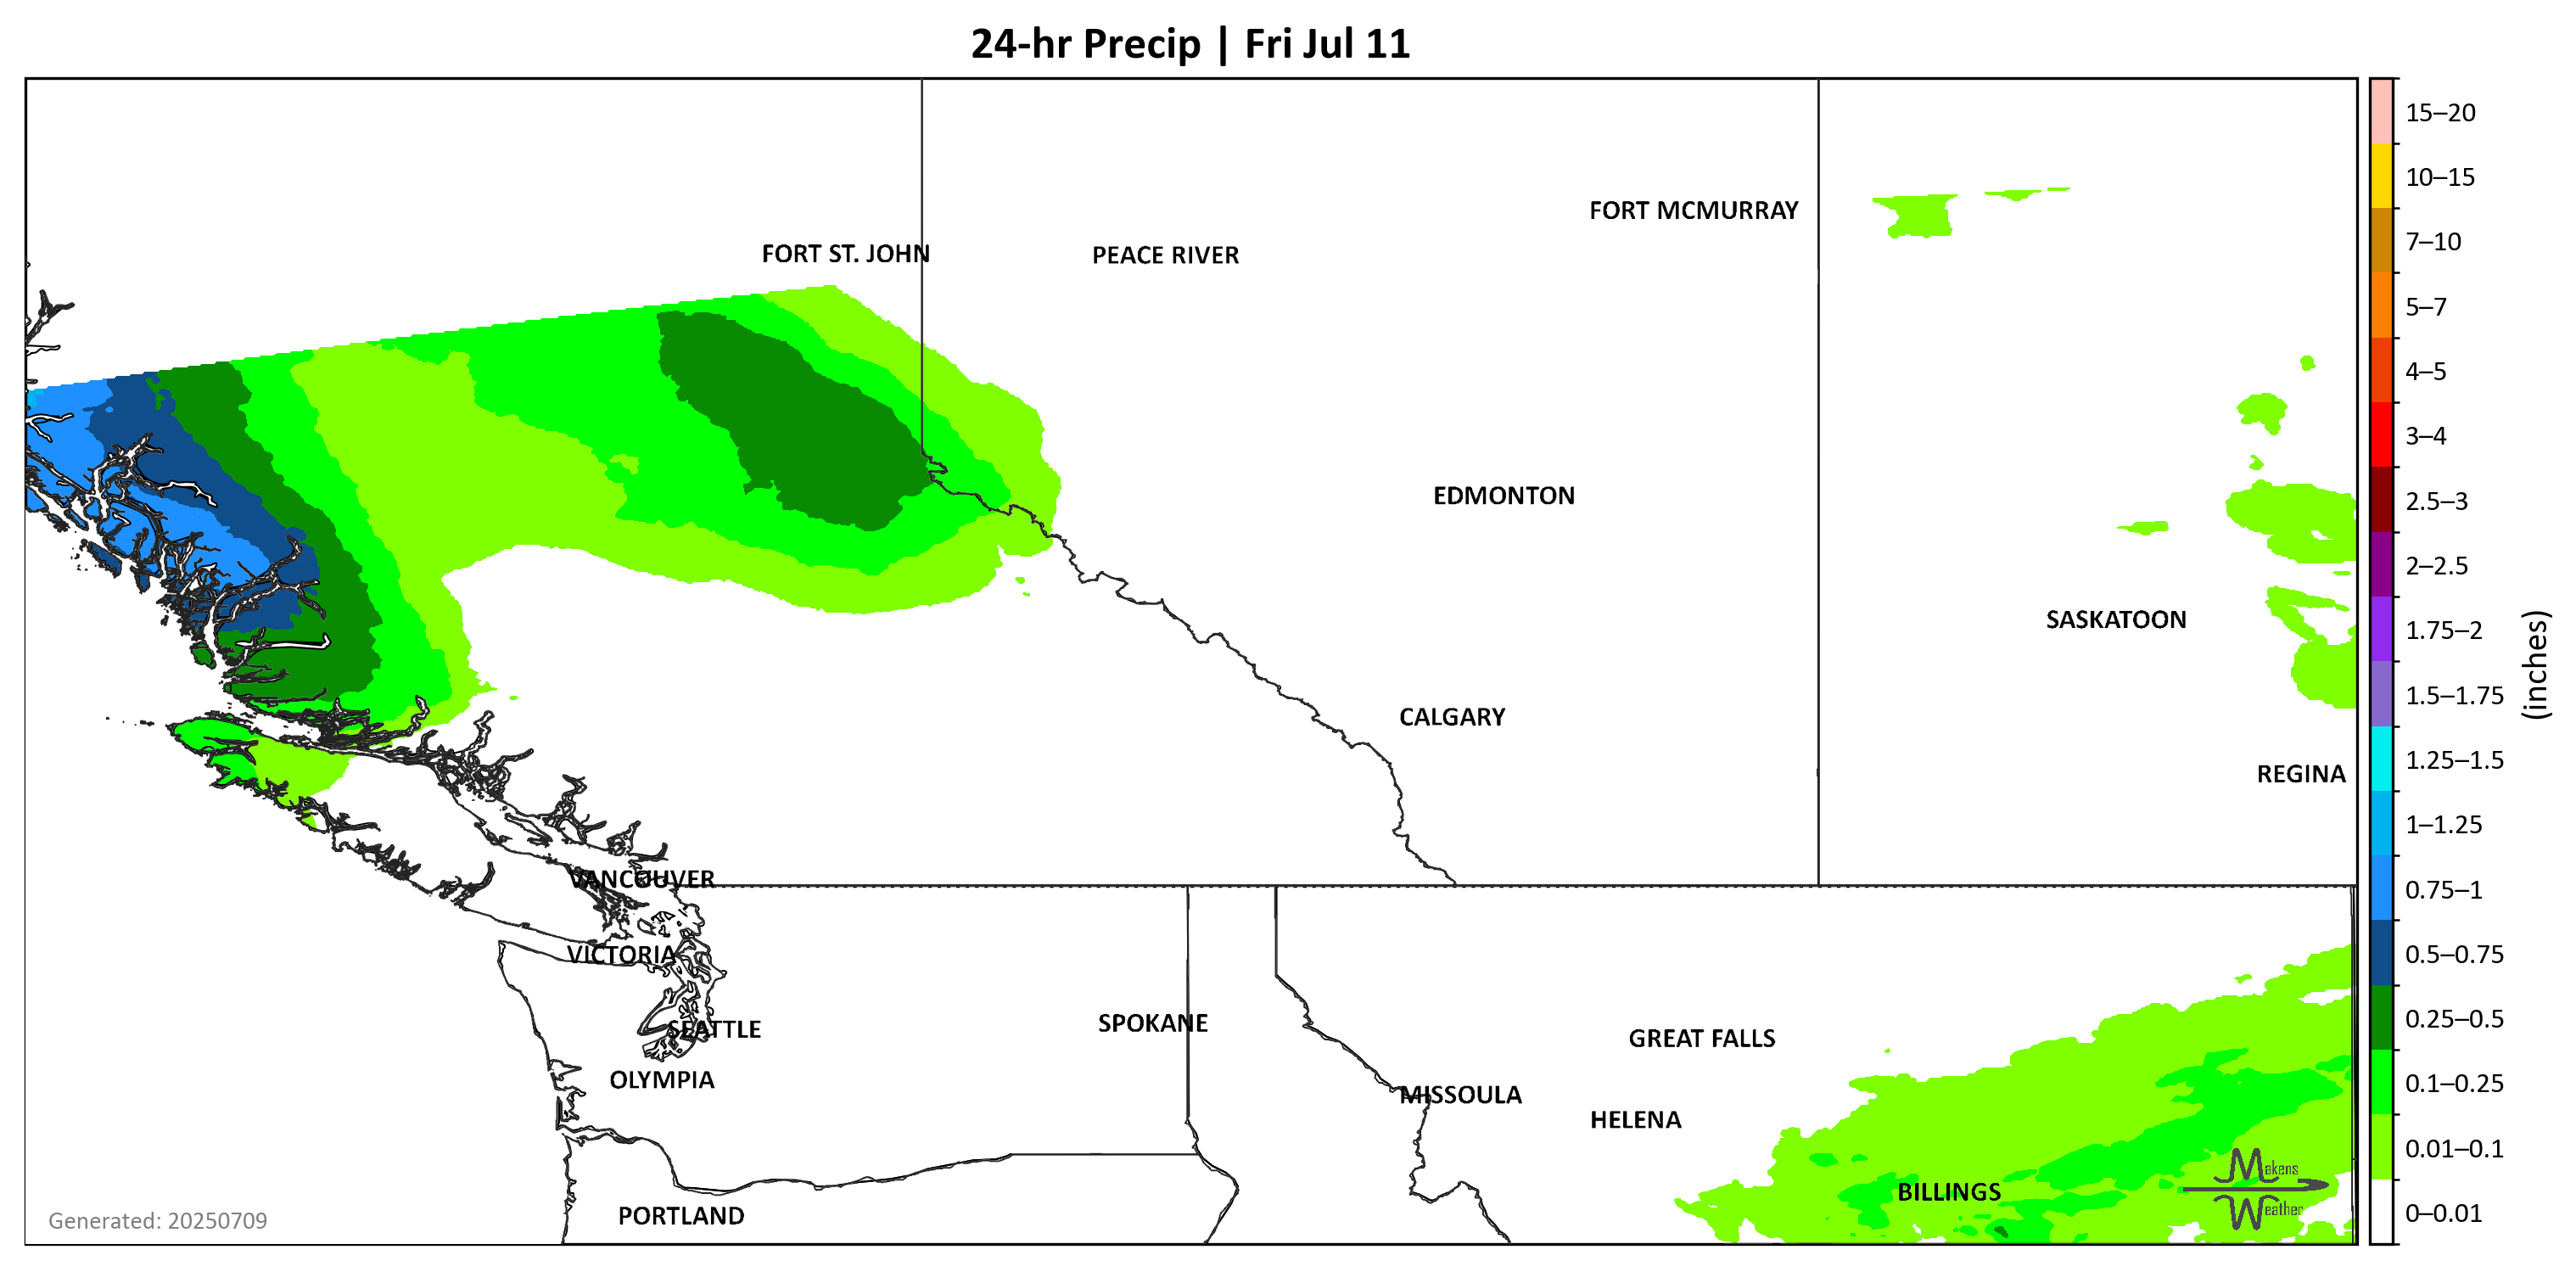 24-hr Precip | Fri Jul 11
15–20
10–15
7–10
5–7
4–5
3–4
2.5–3
2–2.5
1.75–2
1.5–1.75
1.25–1.5
1–1.25
0.75–1
0.5–0.75
0.25–0.5
0.1–0.25
0.01–0.1
0–0.01
(inches)
FORT MCMURRAY
FORT ST. JOHN
PEACE RIVER
EDMONTON
SASKATOON
CALGARY
REGINA
VANCOUVER
VICTORIA
SEATTLE
SPOKANE
GREAT FALLS
OLYMPIA
MISSOULA
HELENA
BILLINGS
PORTLAND
Makens
Weather
Generated: 20250709